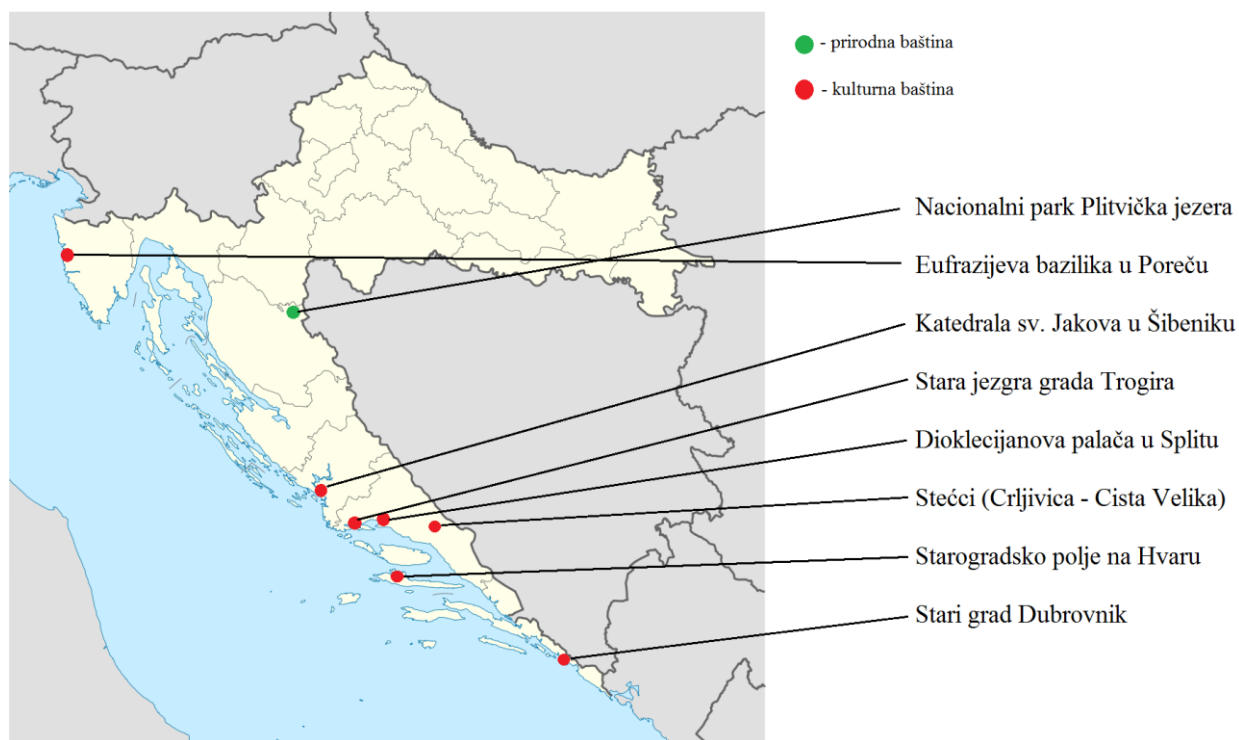 - prirodna baština
- kulturna baština
Nacionalni park Plitvička jezera
Eufrazijeva bazilika u Poreču
Katedrala sv. Jakova u Šibeniku
Stara jezgra grada Trogira
Dioklecijanova palača u Splitu
Stećci (Crljivica - Cista Velika)
Starogradsko polje na Hvaru
Stari grad Dubrovnik